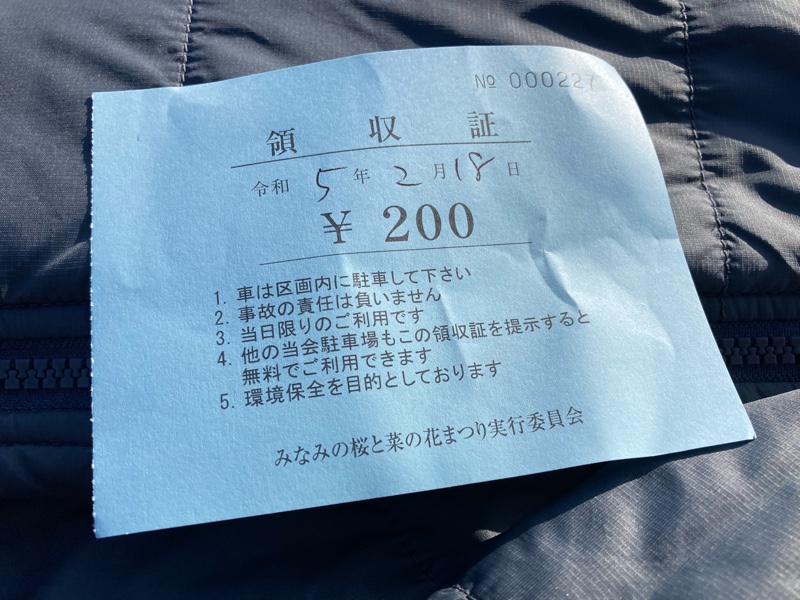 № 000227
領収証
令和 5 年 2 月 18 日
¥ 200
1. 車は区画内に駐車して下さい
2. 事故の責任は負いません
3. 当日限りのご利用です
4. 他の当会駐車場もこの領収証を提示すると
無料でご利用できます
5. 環境保全を目的としております
みなみの桜と菜の花まつり実行委員会